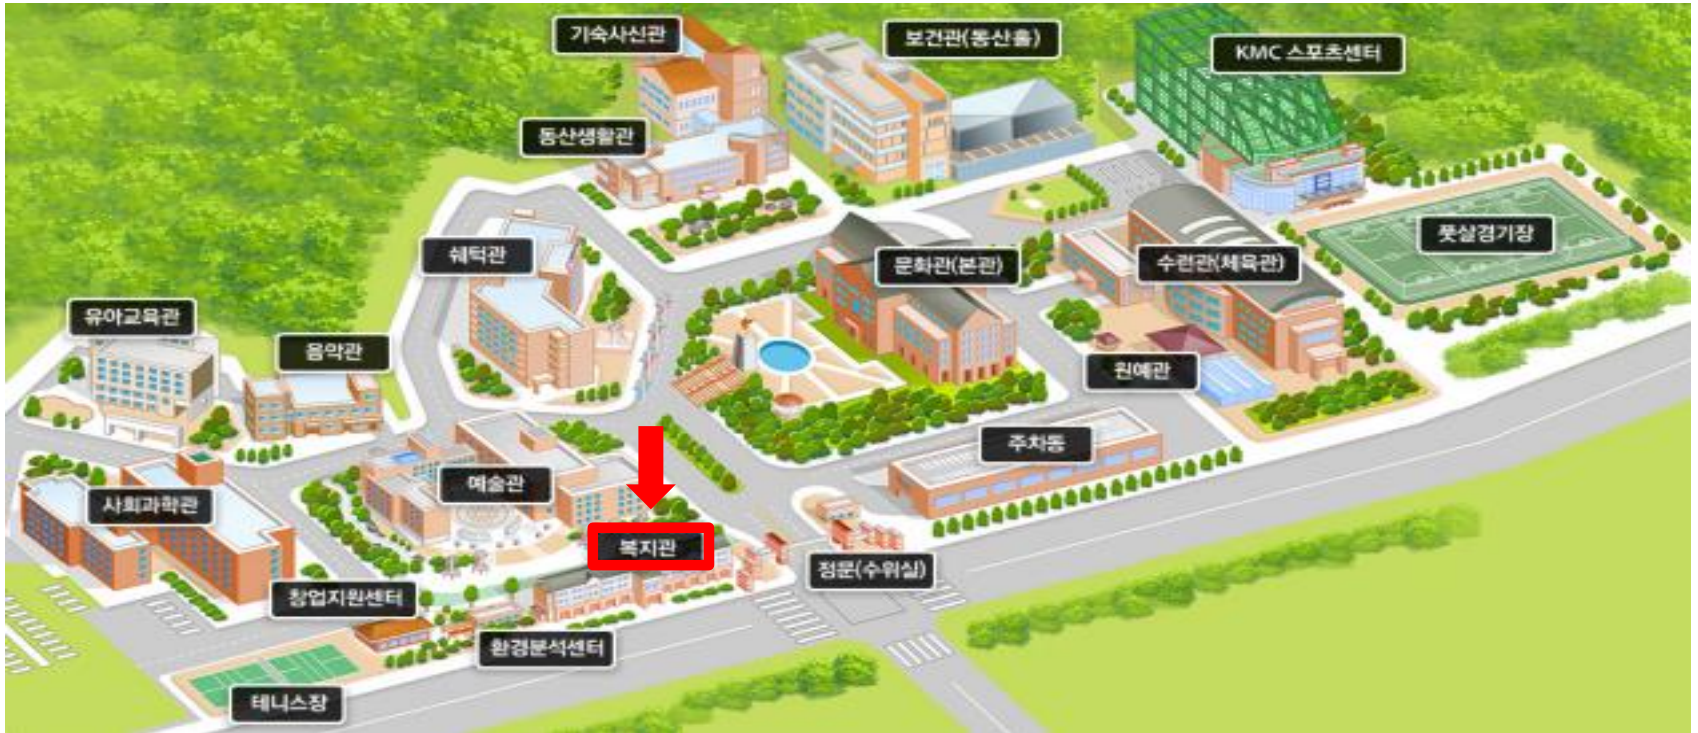 기숙사신관
보건관(동산홀)
KMC 스포츠센터
동산생활관
쉐턱관
문화관(본관)
수련관(체육관)
풋살경기장
유아교육관
음악관
원예관
주차동
예술관
사회과학관
복지관
정문(수위실)
창업지원센터
환경분석센터
테니스장